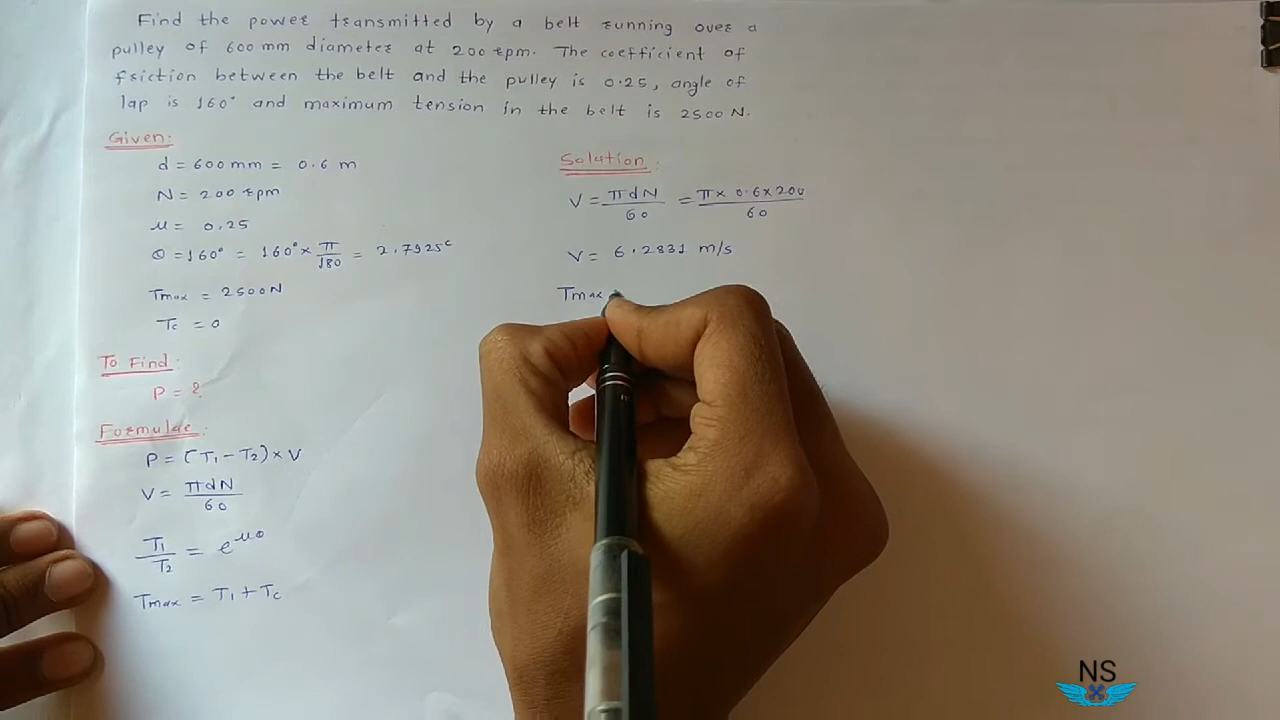 Find the power transmitted by a belt running over a
pulley of 600 mm diameter at 200 rpm. The coefficient of
friction between the belt and the pulley is 0.25, angle of
lap is 160° and maximum tension in the belt is 2500 N.
Given:
d = 600 mm = 0.6 m
N = 200 rpm
μ = 0.25
θ = 160° = 160° × π/180 = 2.7925ᶜ
Tmax = 2500N
Tc = 0
To Find:
P = ?
Formulae:
P = (T₁ - T₂) × V
V = πdN/60
T₁/T₂ = e^μθ
Tmax = T₁ + Tc
Solution:
V = πdN/60 = π × 0.6 × 200/60
V = 6.2831 m/s
Tmax
NS